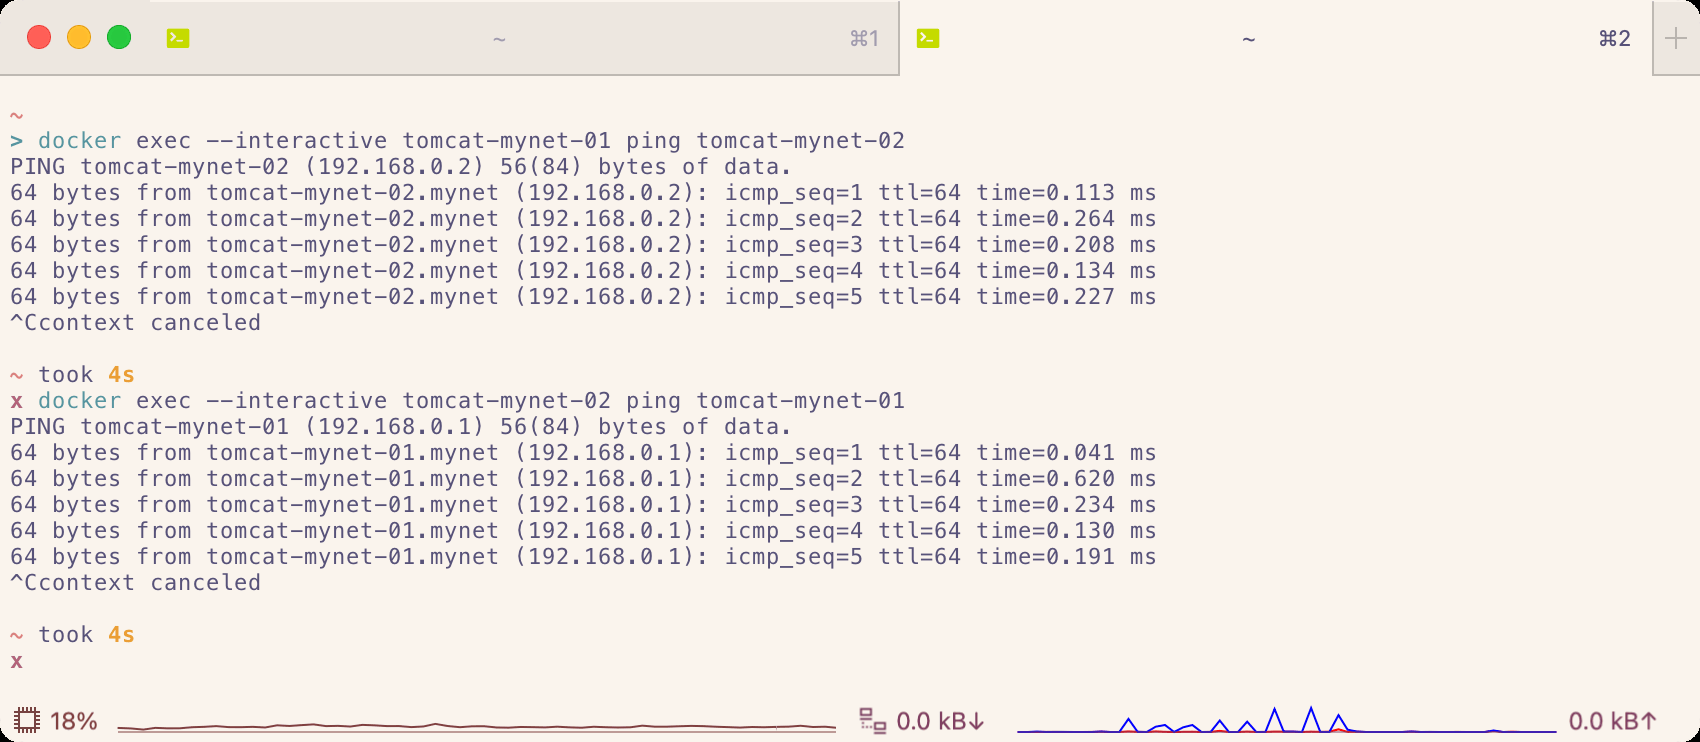 ~ ⌘1 ~ ⌘2
~
> docker exec --interactive tomcat-mynet-01 ping tomcat-mynet-02
PING tomcat-mynet-02 (192.168.0.2) 56(84) bytes of data.
64 bytes from tomcat-mynet-02.mynet (192.168.0.2): icmp_seq=1 ttl=64 time=0.113 ms
64 bytes from tomcat-mynet-02.mynet (192.168.0.2): icmp_seq=2 ttl=64 time=0.264 ms
64 bytes from tomcat-mynet-02.mynet (192.168.0.2): icmp_seq=3 ttl=64 time=0.208 ms
64 bytes from tomcat-mynet-02.mynet (192.168.0.2): icmp_seq=4 ttl=64 time=0.134 ms
64 bytes from tomcat-mynet-02.mynet (192.168.0.2): icmp_seq=5 ttl=64 time=0.227 ms
^Ccontext canceled
~ took 4s
x docker exec --interactive tomcat-mynet-02 ping tomcat-mynet-01
PING tomcat-mynet-01 (192.168.0.1) 56(84) bytes of data.
64 bytes from tomcat-mynet-01.mynet (192.168.0.1): icmp_seq=1 ttl=64 time=0.041 ms
64 bytes from tomcat-mynet-01.mynet (192.168.0.1): icmp_seq=2 ttl=64 time=0.620 ms
64 bytes from tomcat-mynet-01.mynet (192.168.0.1): icmp_seq=3 ttl=64 time=0.234 ms
64 bytes from tomcat-mynet-01.mynet (192.168.0.1): icmp_seq=4 ttl=64 time=0.130 ms
64 bytes from tomcat-mynet-01.mynet (192.168.0.1): icmp_seq=5 ttl=64 time=0.191 ms
^Ccontext canceled
~ took 4s
x
18% 0.0 kB↓ 0.0 kB↑